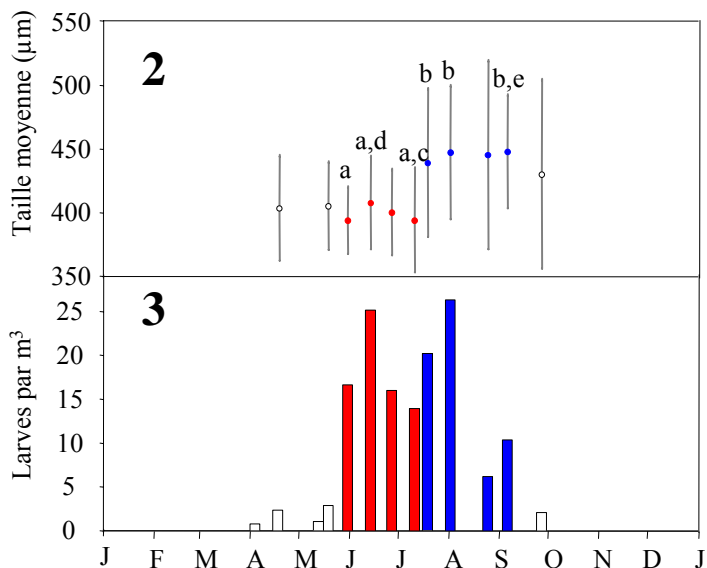 550
500
450
400
350
Taille moyenne (µm)
2
a
a,d
a,c
b
b
b,e
25
20
15
10
5
0
Larves par m³
3
J F M A M J J A S O N D J